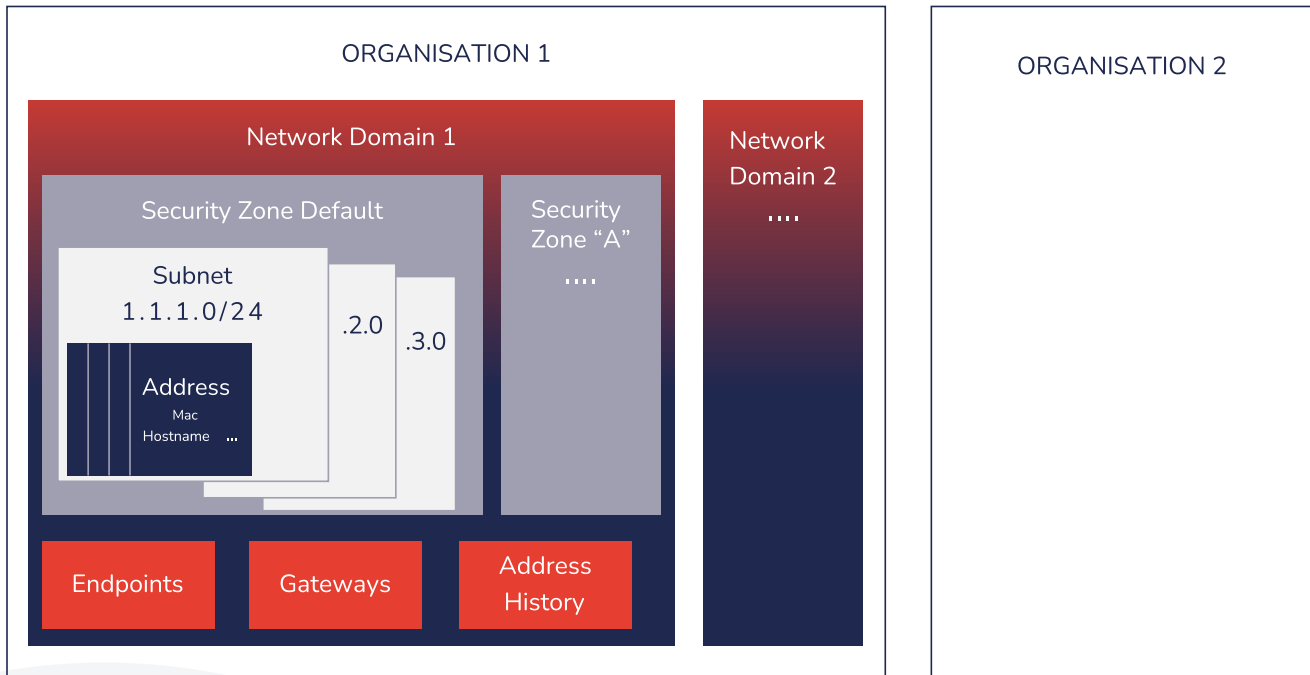 ORGANISATION 1
Network Domain 1
Security Zone Default
Subnet
1.1.1.0/24
.2.0
.3.0
Address
Mac
Hostname ...
Security
Zone “A”
....
Endpoints
Gateways
Address
History
Network
Domain 2
....
ORGANISATION 2